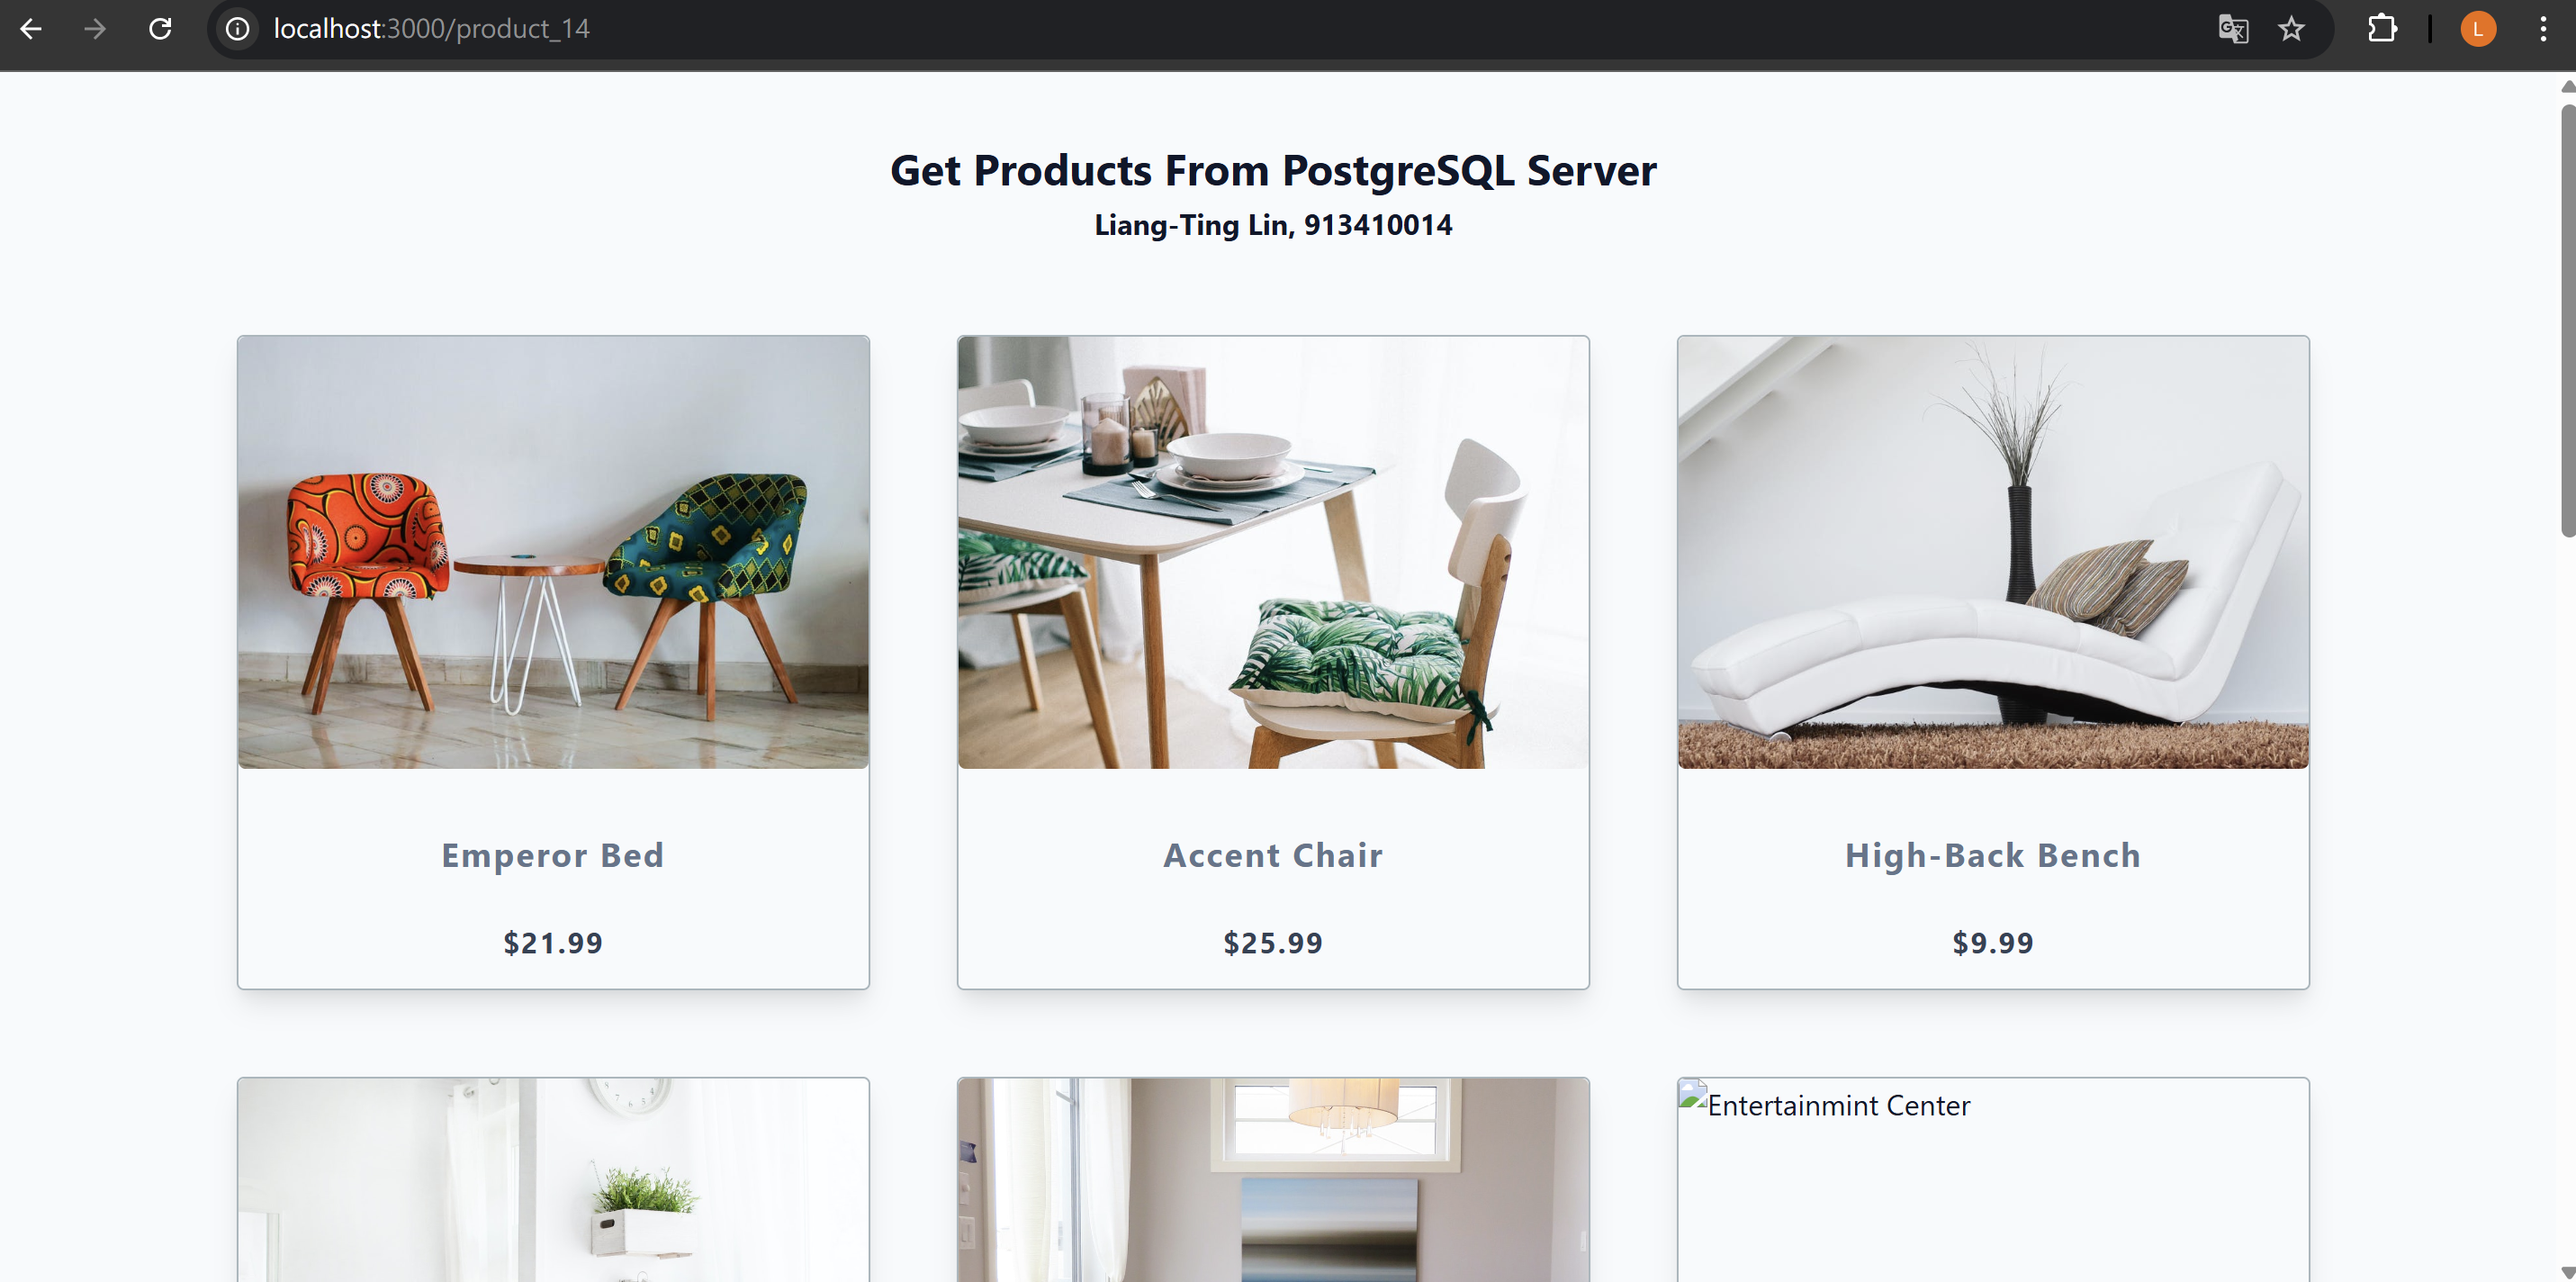 localhost:3000/product_14
L
Get Products From PostgreSQL Server
Liang-Ting Lin, 913410014
Emperor Bed
Accent Chair
High-Back Bench
$21.99
$25.99
$9.99
Entertainmint Center